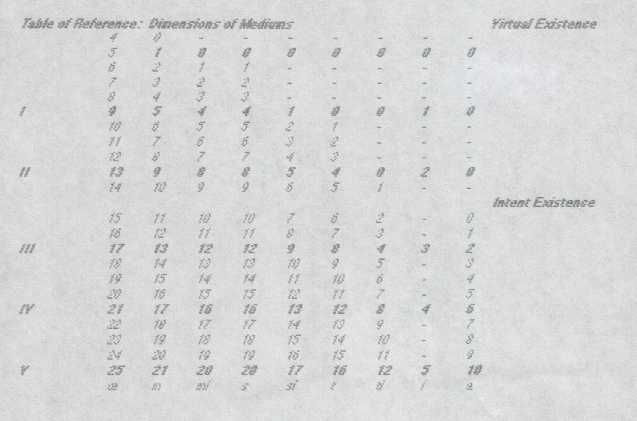 Table of Reference: Dimensions of Mediums Virtual Existence
4 0 - - - - - - -
5 1 0 0 0 0 0 0 0
6 2 1 1 - - - - -
7 3 2 2 - - - - -
8 4 3 3 - - - - -
I 9 5 4 4 1 0 0 1 0
10 6 5 5 2 1 - - -
11 7 6 6 3 2 - - -
12 8 7 7 4 3 - - -
II 13 9 8 8 5 4 0 2 0
14 10 9 9 6 5 1 - -
Intent Existence
15 11 10 10 7 6 2 - 0
16 12 11 11 8 7 3 - 1
III 17 13 12 12 9 8 4 3 2
18 14 13 13 10 9 5 - 3
19 15 14 14 11 10 6 - 4
20 16 15 15 12 11 7 - 5
IV 21 17 16 16 13 12 8 4 6
22 18 17 17 14 13 9 - 7
23 19 18 18 15 14 10 - 8
24 20 19 19 16 15 11 - 9
V 25 21 20 20 17 16 12 5 10